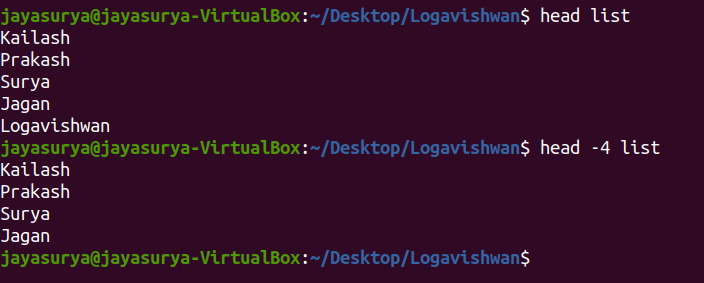 jayasurya@jayasurya-VirtualBox:~/Desktop/Logavishwan$ head list
Kailash
Prakash
Surya
Jagan
Logavishwan
jayasurya@jayasurya-VirtualBox:~/Desktop/Logavishwan$ head -4 list
Kailash
Prakash
Surya
Jagan
jayasurya@jayasurya-VirtualBox:~/Desktop/Logavishwan$